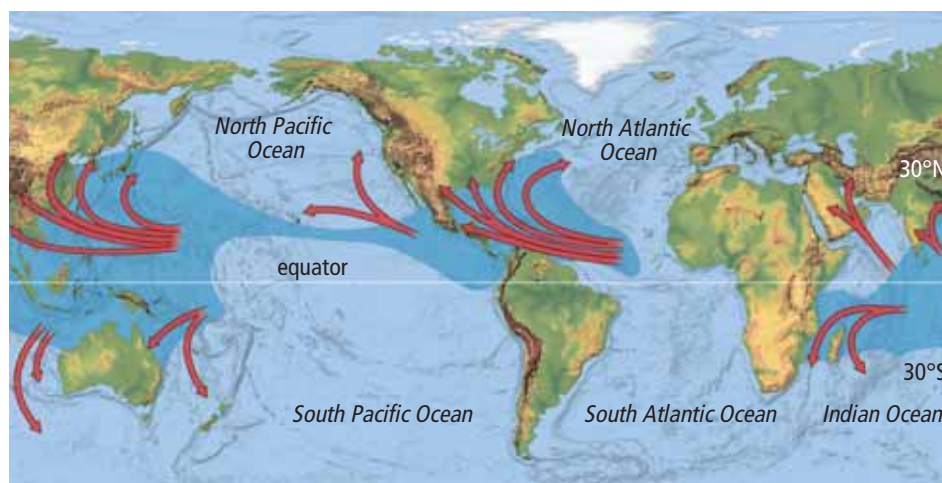 North Pacific
Ocean
North Atlantic
Ocean
30°N
equator
30°S
South Pacific Ocean
South Atlantic Ocean
Indian Ocean